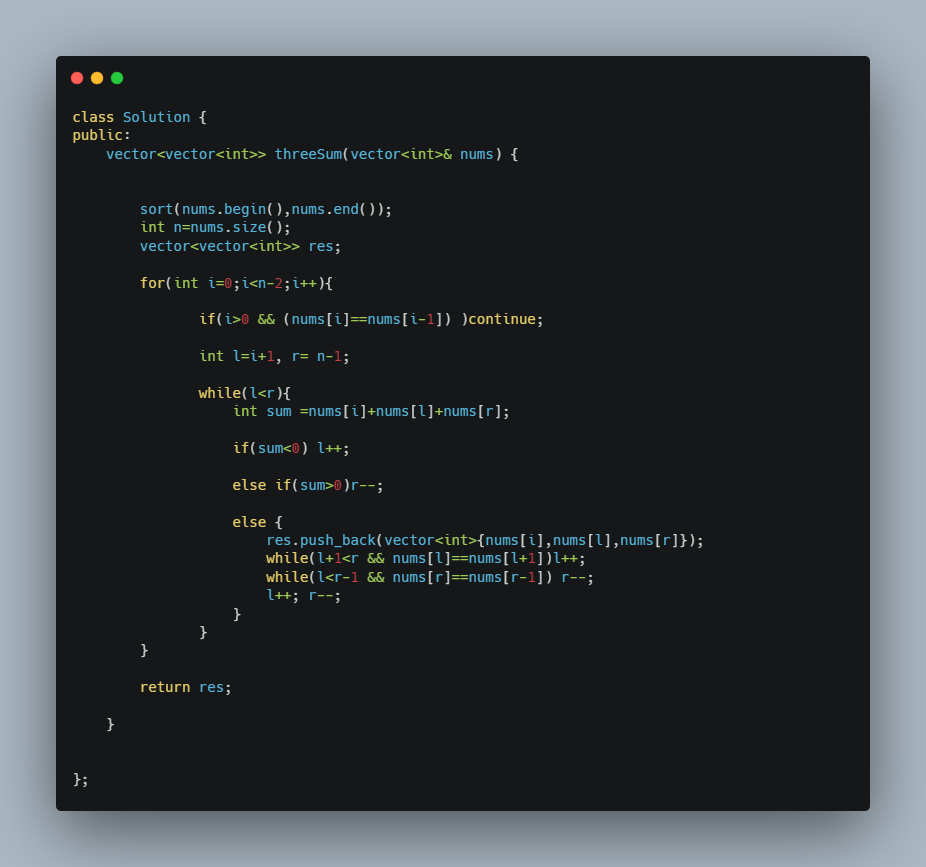 class Solution {
public:
    vector<vector<int>> threeSum(vector<int>& nums) {
        sort(nums.begin(),nums.end());
        int n=nums.size();
        vector<vector<int>> res;
        for(int i=0;i<n-2;i++){
               if(i>0 && (nums[i]==nums[i-1]) )continue;
               int l=i+1, r= n-1;
               while(l<r){
                   int sum =nums[i]+nums[l]+nums[r];
                   if(sum<0) l++;
                   else if(sum>0)r--;
                   else {
                       res.push_back(vector<int>{nums[i],nums[l],nums[r]});
                       while(l+1<r && nums[l]==nums[l+1])l++;
                       while(l<r-1 && nums[r]==nums[r-1]) r--;
                       l++; r--;
                   }
               }
        }
        return res;
    }
};